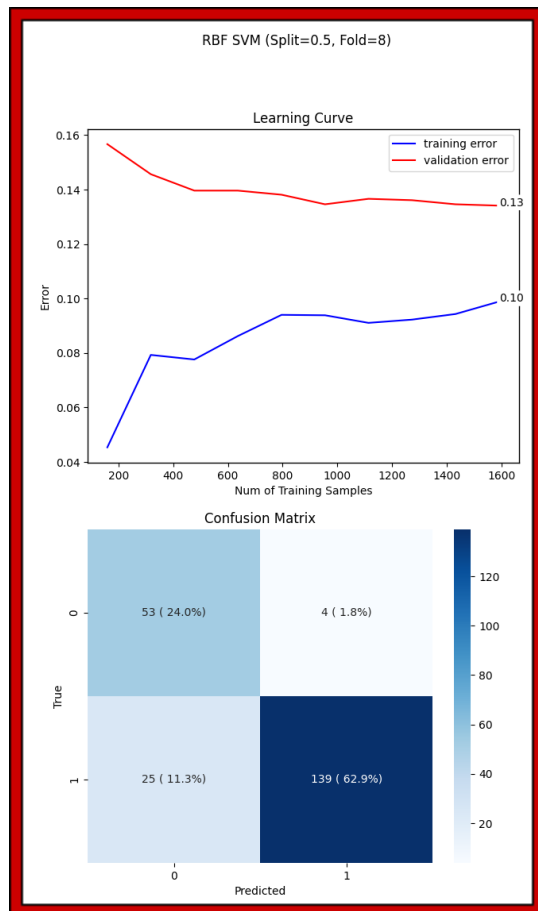 RBF SVM (Split=0.5, Fold=8)
Learning Curve
training error
validation error
0.16
0.14
0.12
0.10
0.08
0.06
0.04
0.13
0.10
Error
200 400 600 800 1000 1200 1400 1600
Num of Training Samples
Confusion Matrix
53 ( 24.0%) 4 ( 1.8%)
25 ( 11.3%) 139 ( 62.9%)
0
1
True
0 1
Predicted
120
100
80
60
40
20